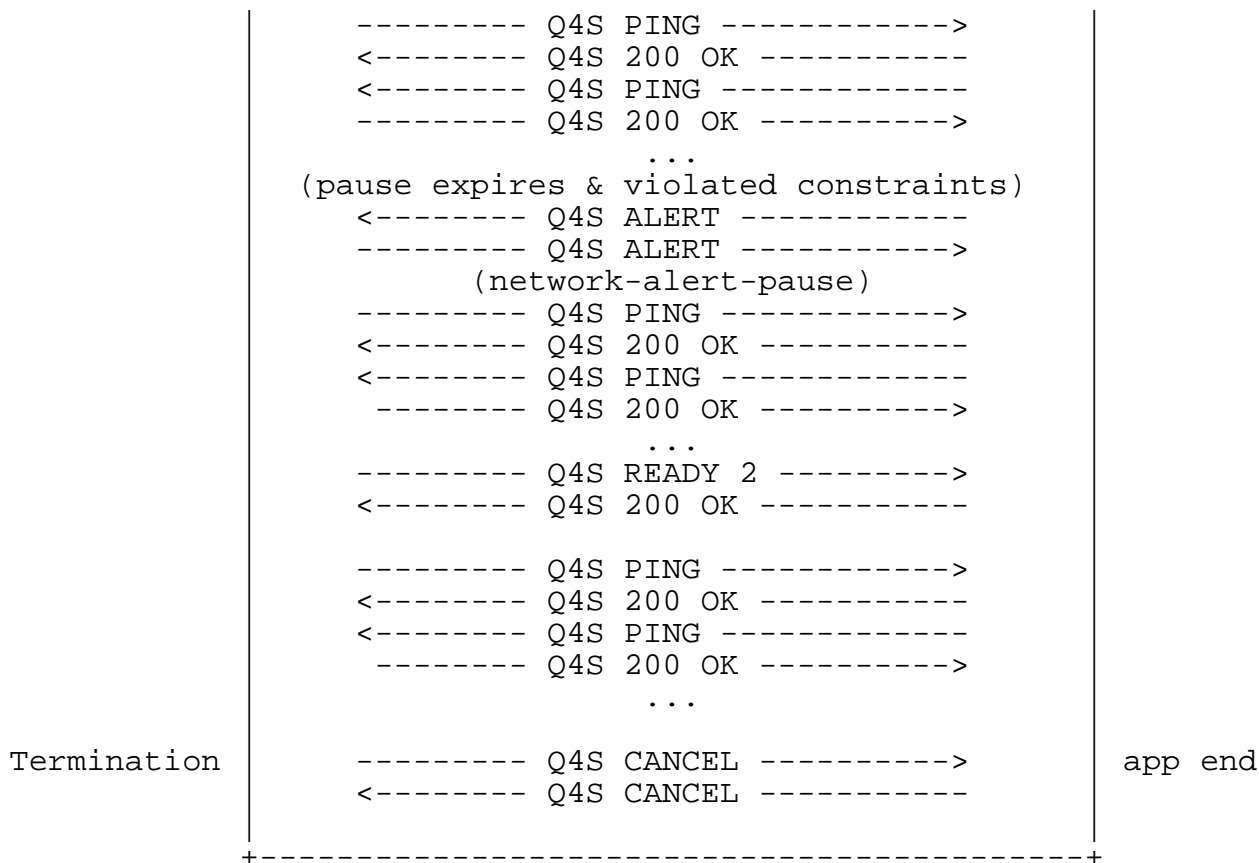 --------- Q4S PING ------------>
<-------- Q4S 200 OK -----------
<-------- Q4S PING -------------
--------- Q4S 200 OK ---------->
...
(pause expires & violated constraints)
<-------- Q4S ALERT ------------
--------- Q4S ALERT ----------->
(network-alert-pause)
--------- Q4S PING ------------>
<-------- Q4S 200 OK -----------
<-------- Q4S PING -------------
-------- Q4S 200 OK ---------->
...
--------- Q4S READY 2 --------->
<-------- Q4S 200 OK -----------
--------- Q4S PING ------------>
<-------- Q4S 200 OK -----------
<-------- Q4S PING -------------
-------- Q4S 200 OK ---------->
...
Termination | --------- Q4S CANCEL ----------> | app end
<-------- Q4S CANCEL -----------
+-------------------------------------------+